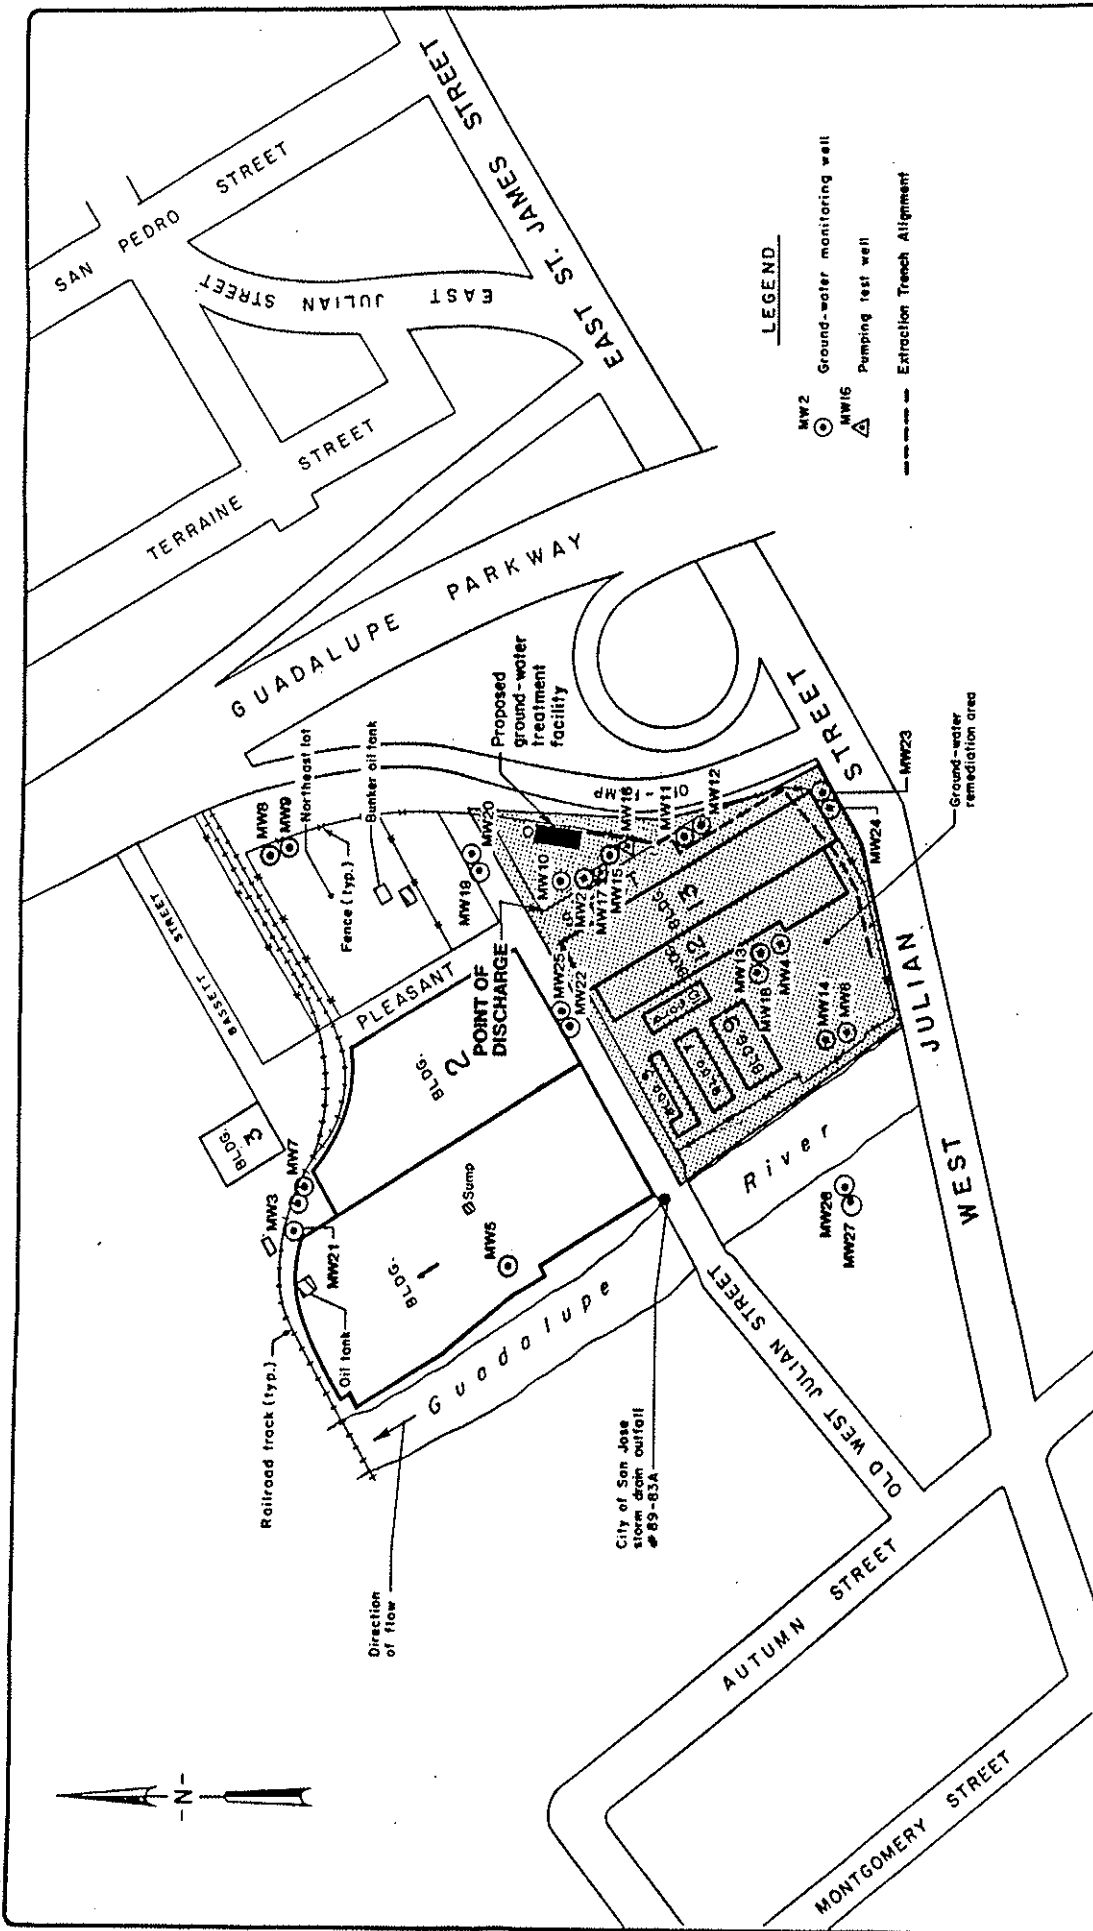 SAN PEDRO STREET
EAST JULIAN STREET
EAST ST. JAMES STREET
TERRAINE STREET
GUADALUPE PARKWAY
LEGEND
MW2
Ground-water monitoring well
MW16
Pumping test well
Extraction Trench Alignment
BASSETT STREET
MW8
MW9
Northeast lot
Fence (typ.)
Bunker oil tank
PLEASANT
MW19
MW20
Proposed
ground-water
treatment
facility
POINT OF
DISCHARGE
MW10
MW2
MW17
MW15
MW16
MW11
MW12
MW25
MW22
BLDG. 13
BLDG. 12
MW13
MW18
MW4
MW14
MW8
BLDG 6
MW23
MW24
Ground-water
remediation area
WEST JULIAN STREET
BLDG.
3
BLDG.
2
BLDG.
1
MW7
MW3
MW21
Oil tank
Sump
MW5
Railroad track (typ.)
Guadalupe River
MW26
MW27
Direction
of flow
City of San Jose
storm drain outfall
# 89-83A
OLD WEST JULIAN STREET
AUTUMN STREET
MONTGOMERY STREET
-N-